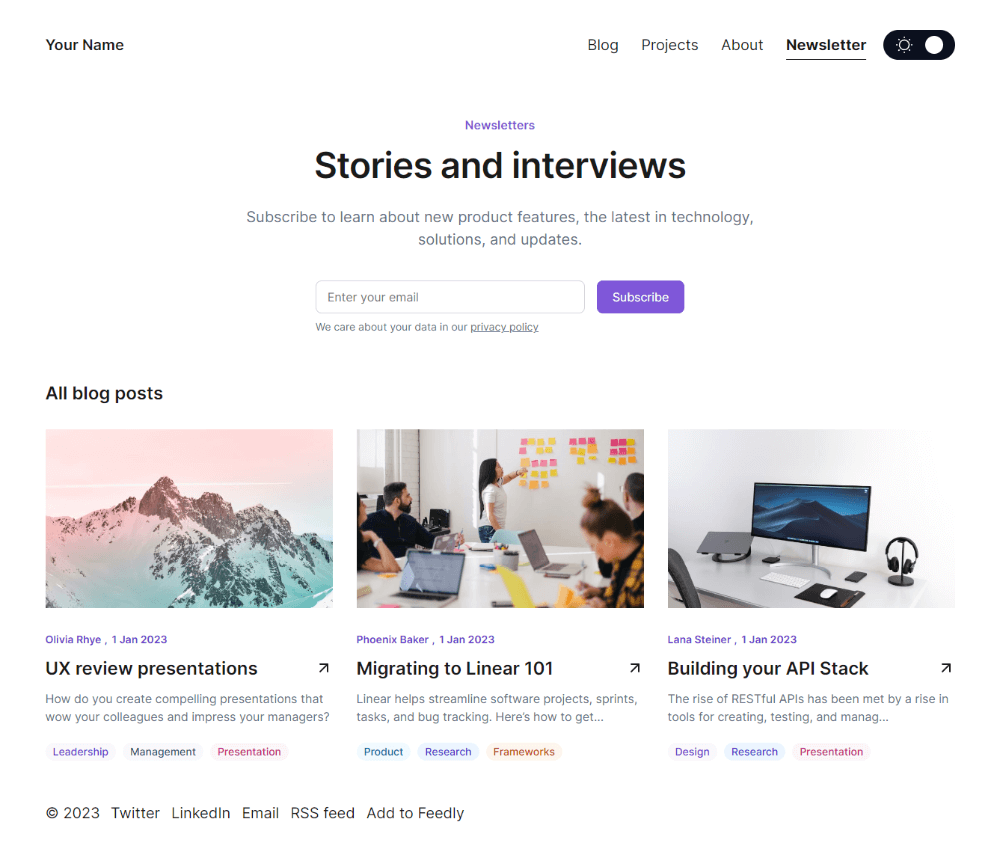 Your Name
Blog Projects About Newsletter
Newsletters
Stories and interviews
Subscribe to learn about new product features, the latest in technology,
solutions, and updates.
Enter your email
Subscribe
We care about your data in our privacy policy
All blog posts
Olivia Rhye , 1 Jan 2023
UX review presentations
How do you create compelling presentations that
wow your colleagues and impress your managers?
Leadership Management Presentation
Phoenix Baker , 1 Jan 2023
Migrating to Linear 101
Linear helps streamline software projects, sprints,
tasks, and bug tracking. Here’s how to get...
Product Research Frameworks
Lana Steiner , 1 Jan 2023
Building your API Stack
The rise of RESTful APIs has been met by a rise in
tools for creating, testing, and manag...
Design Research Presentation
© 2023 Twitter LinkedIn Email RSS feed Add to Feedly